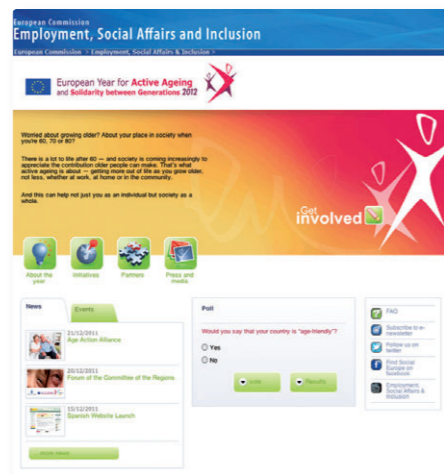 European Commission
Employment, Social Affairs and Inclusion
European Commission > Employment, Social Affairs & Inclusion >
European Year for Active Ageing
and Solidarity between Generations 2012
Worried about growing older? About your place in society when
you're 60, 70 or 80?
There is a lot to life after 60 — and society is coming increasingly to
appreciate the contribution older people can make. That's what
active ageing is about — getting more out of life as you grow older,
not less, whether at work, at home or in the community.
And this can help not just you as an individual but society as a
whole.
Get
involved
About the
year
Initiatives
Partners
Press and
media
News
Events
21/12/2011
Age Action Alliance
20/12/2011
Forum of the Committee of the Regions
15/12/2011
Spanish Website Launch
more news
Poll
Would you say that your country is "age-friendly"?
Yes
No
Vote
Results
FAQ
Subscribe to e-
newsletter
Follow us on
twitter
Find Social
Europe on
facebook
Employment,
Social Affairs &
Inclusion